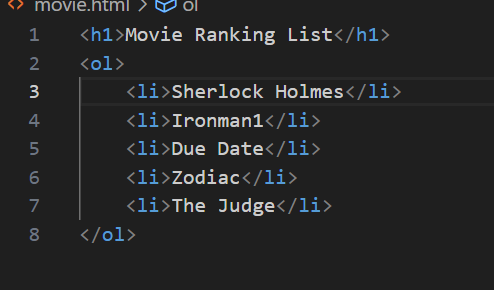 movie.html > ol
1 <h1>Movie Ranking List</h1>
2 <ol>
3     <li>Sherlock Holmes</li>
4     <li>Ironman1</li>
5     <li>Due Date</li>
6     <li>Zodiac</li>
7     <li>The Judge</li>
8 </ol>